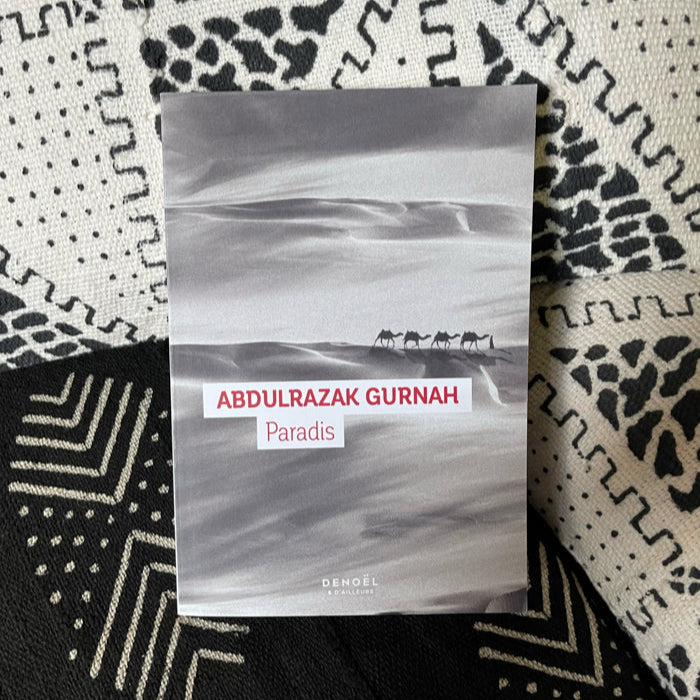 ABDULRAZAK GURNAH
Paradis
DENOËL
& D'AILLEURS